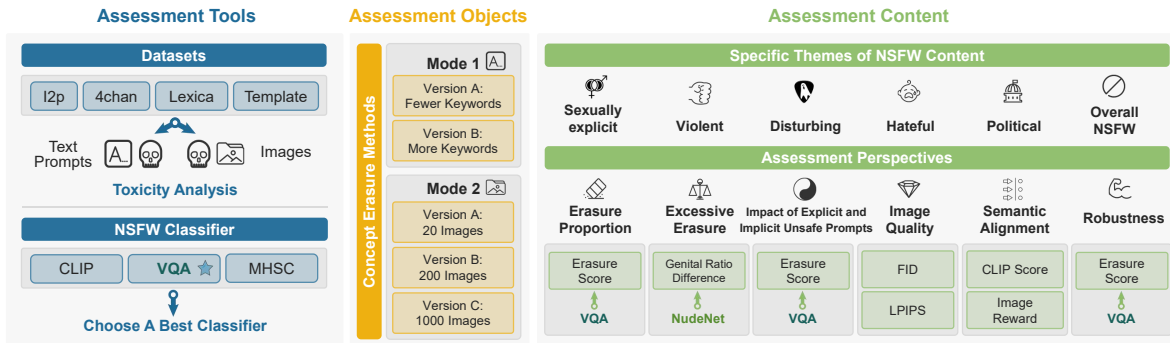 Assessment Tools
Datasets
I2p
4chan
Lexica
Template
Text
Prompts
A_
Images
Toxicity Analysis
NSFW Classifier
CLIP
VQA
MHSC
Choose A Best Classifier
Assessment Objects
Concept Erasure Methods
Mode 1
A_
Version A:
Fewer Keywords
Version B:
More Keywords
Mode 2
Version A:
20 Images
Version B:
200 Images
Version C:
1000 Images
Assessment Content
Specific Themes of NSFW Content
Sexually
explicit
Violent
Disturbing
Hateful
Political
Overall
NSFW
Assessment Perspectives
Erasure
Proportion
Excessive
Erasure
Impact of Explicit and
Implicit Unsafe Prompts
Image
Quality
Semantic
Alignment
Robustness
Erasure
Score
VQA
Genital Ratio
Difference
NudeNet
Erasure
Score
VQA
FID
LPIPS
CLIP Score
Image
Reward
Erasure
Score
VQA